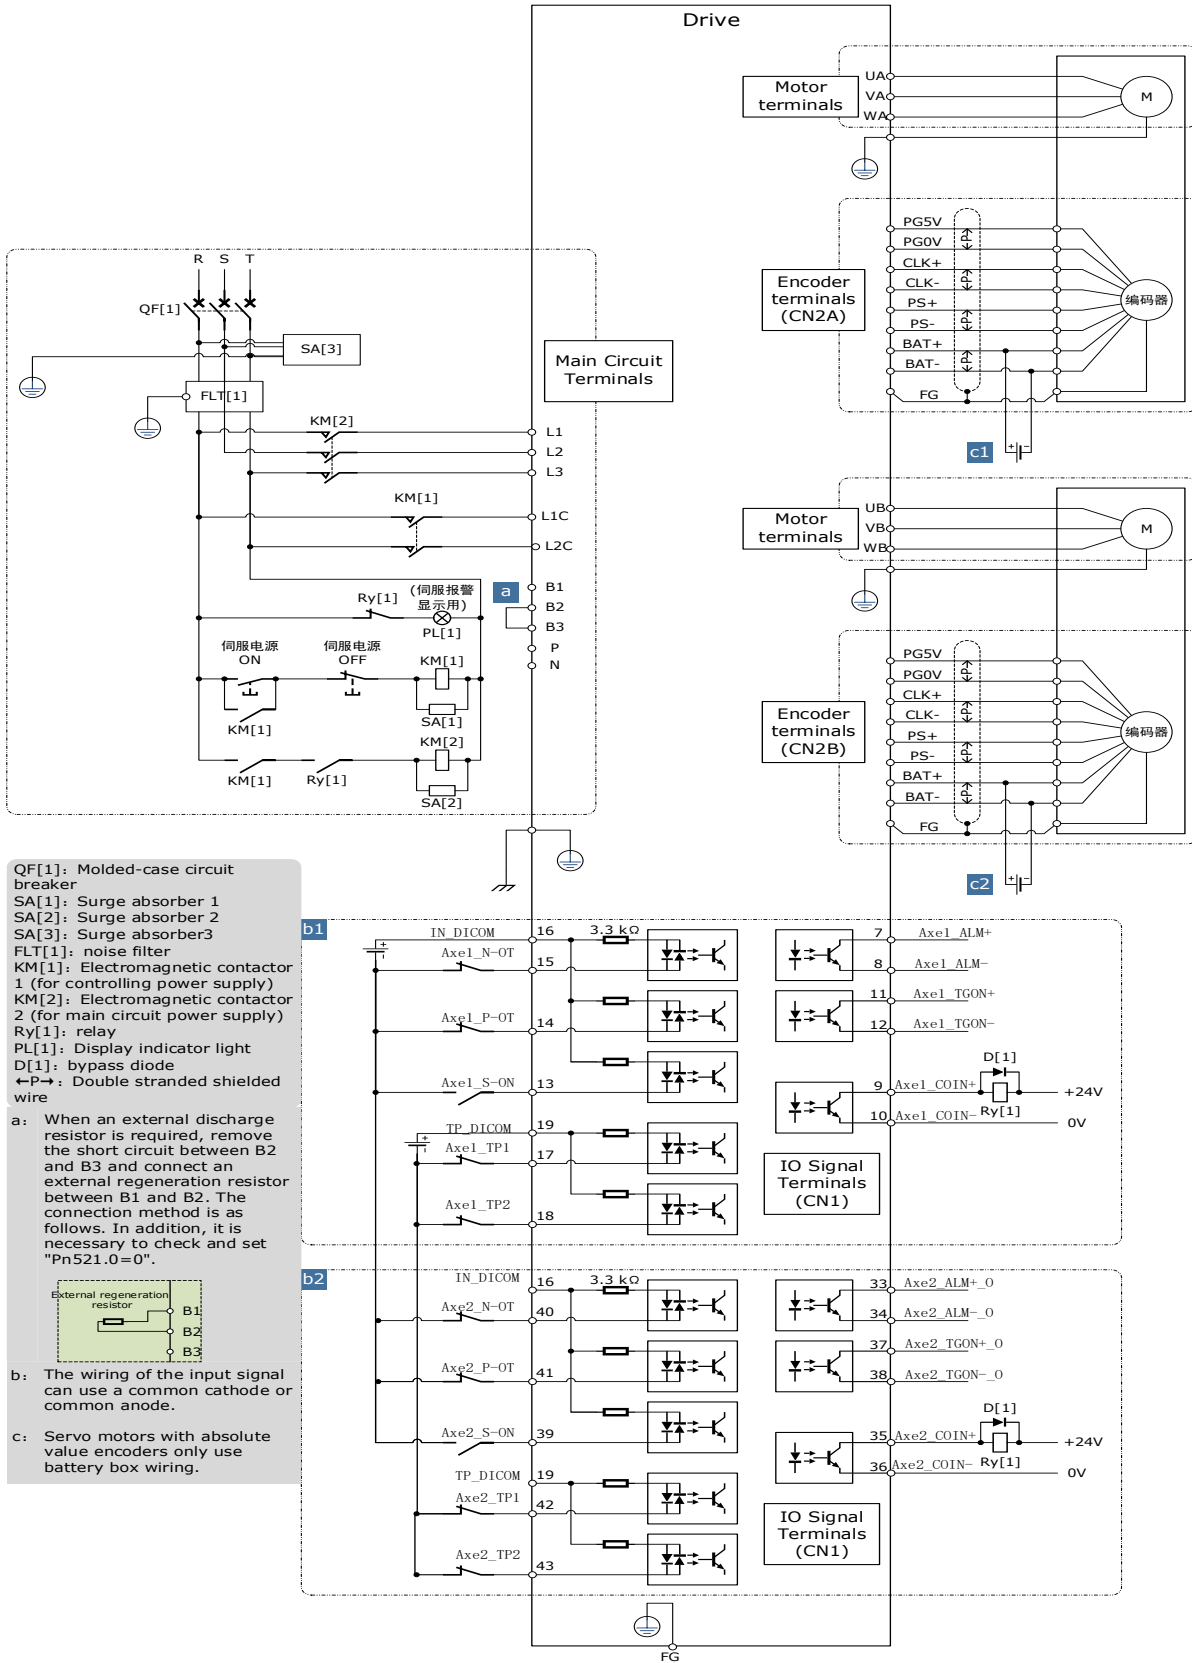 Drive
Motor
terminals
UA
VA
WA
M
Encoder
terminals
(CN2A)
PG5V
PG0V
CLK+
CLK-
PS+
PS-
BAT+
BAT-
FG
←P→
←P→
←P→
←P→
编码器
c1
+ −
R S T
QF[1]
SA[3]
FLT[1]
Main Circuit
Terminals
KM[2]
L1
L2
L3
KM[1]
L1C
L2C
a
B1
B2
B3
P
N
Ry[1]
(伺服报警
显示用)
PL[1]
伺服电源
ON
伺服电源
OFF
KM[1]
SA[1]
KM[1]
KM[2]
KM[1]
Ry[1]
SA[2]
Motor
terminals
UB
VB
WB
M
Encoder
terminals
(CN2B)
PG5V
PG0V
CLK+
CLK-
PS+
PS-
BAT+
BAT-
FG
←P→
←P→
←P→
←P→
编码器
c2
+ −
QF[1]: Molded-case circuit
breaker
SA[1]: Surge absorber 1
SA[2]: Surge absorber 2
SA[3]: Surge absorber3
FLT[1]: noise filter
KM[1]: Electromagnetic contactor
1 (for controlling power supply)
KM[2]: Electromagnetic contactor
2 (for main circuit power supply)
Ry[1]: relay
PL[1]: Display indicator light
D[1]: bypass diode
←P→: Double stranded shielded
wire
a: When an external discharge
resistor is required, remove
the short circuit between B2
and B3 and connect an
external regeneration resistor
between B1 and B2. The
connection method is as
follows. In addition, it is
necessary to check and set
"Pn521.0=0".
External regeneration
resistor
B1
B2
B3
b: The wiring of the input signal
can use a common cathode or
common anode.
c: Servo motors with absolute
value encoders only use
battery box wiring.
b1
+
IN_DICOM 16 3.3 kΩ
Axe1_N-OT 15
Axe1_P-OT 14
Axe1_S-ON 13
+
TP_DICOM 19
Axe1_TP1 17
Axe1_TP2 18
7 Axe1_ALM+
8 Axe1_ALM-
11 Axe1_TGON+
12 Axe1_TGON-
D[1]
9 Axe1_COIN+ +24V
Ry[1]
10 Axe1_COIN- 0V
IO Signal
Terminals
(CN1)
b2
IN_DICOM 16 3.3 kΩ
Axe2_N-OT 40
Axe2_P-OT 41
Axe2_S-ON 39
TP_DICOM 19
Axe2_TP1 42
Axe2_TP2 43
33 Axe2_ALM+_O
34 Axe2_ALM-_O
37 Axe2_TGON+_O
38 Axe2_TGON-_O
D[1]
35 Axe2_COIN+ +24V
Ry[1]
36 Axe2_COIN- 0V
IO Signal
Terminals
(CN1)
FG